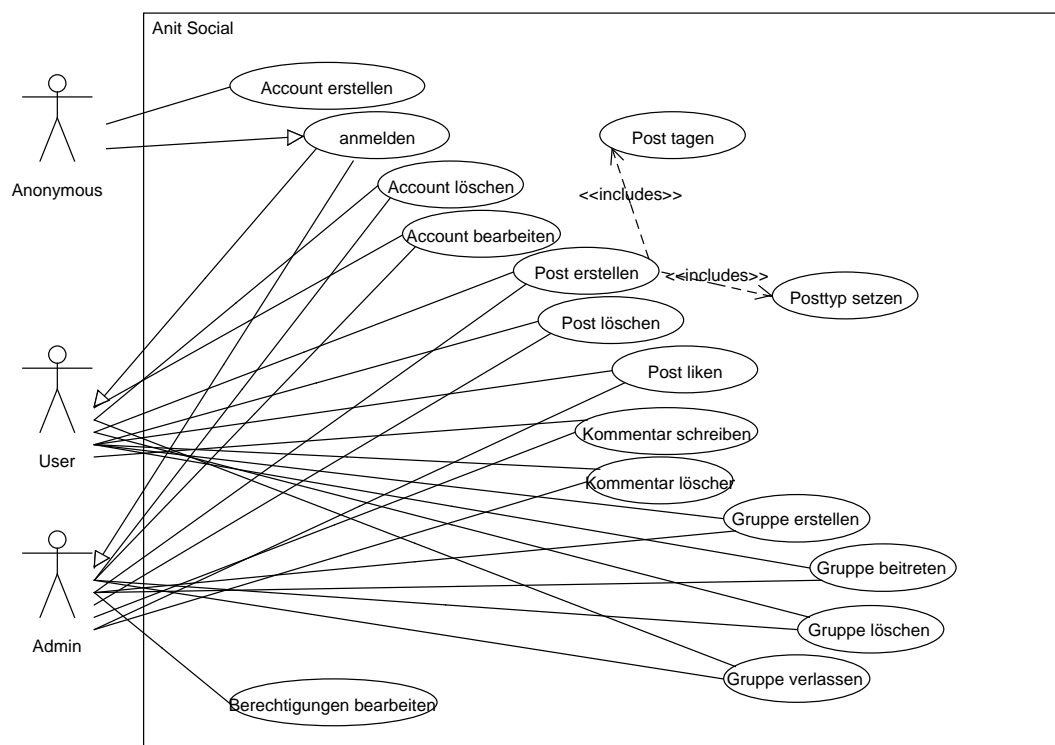 Anit Social
Account erstellen
anmelden
Post tagen
Anonymous
Account löschen
<<includes>>
Account bearbeiten
Post erstellen
<<includes>>
Posttyp setzen
Post löschen
Post liken
Kommentar schreiben
User
Kommentar löscher
Gruppe erstellen
Gruppe beitreten
Gruppe löschen
Admin
Gruppe verlassen
Berechtigungen bearbeiten